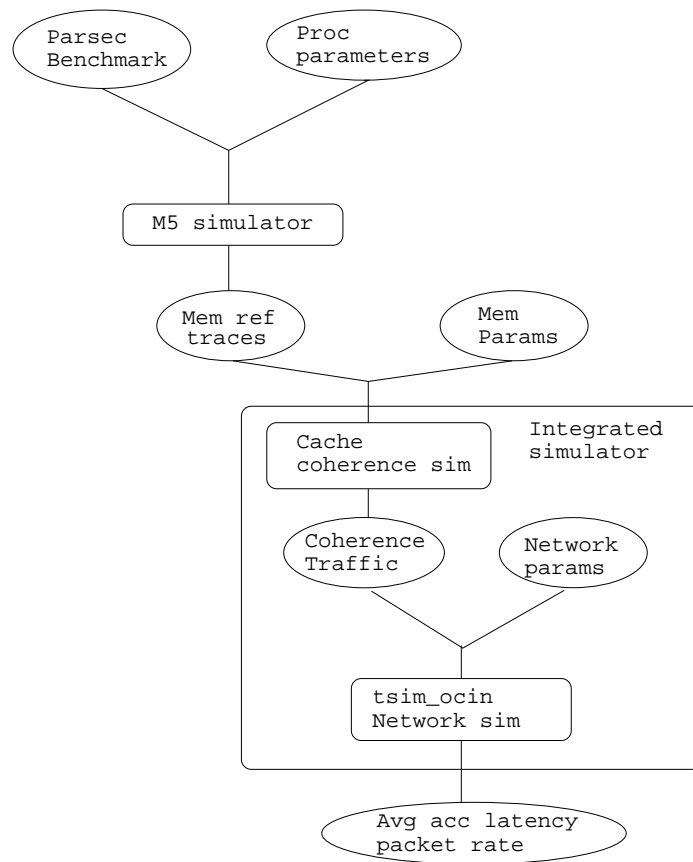 Parsec
Benchmark
Proc
parameters
M5 simulator
Mem ref
traces
Mem
Params
Integrated
simulator
Cache
coherence sim
Coherence
Traffic
Network
params
tsim_ocin
Network sim
Avg acc latency
packet rate